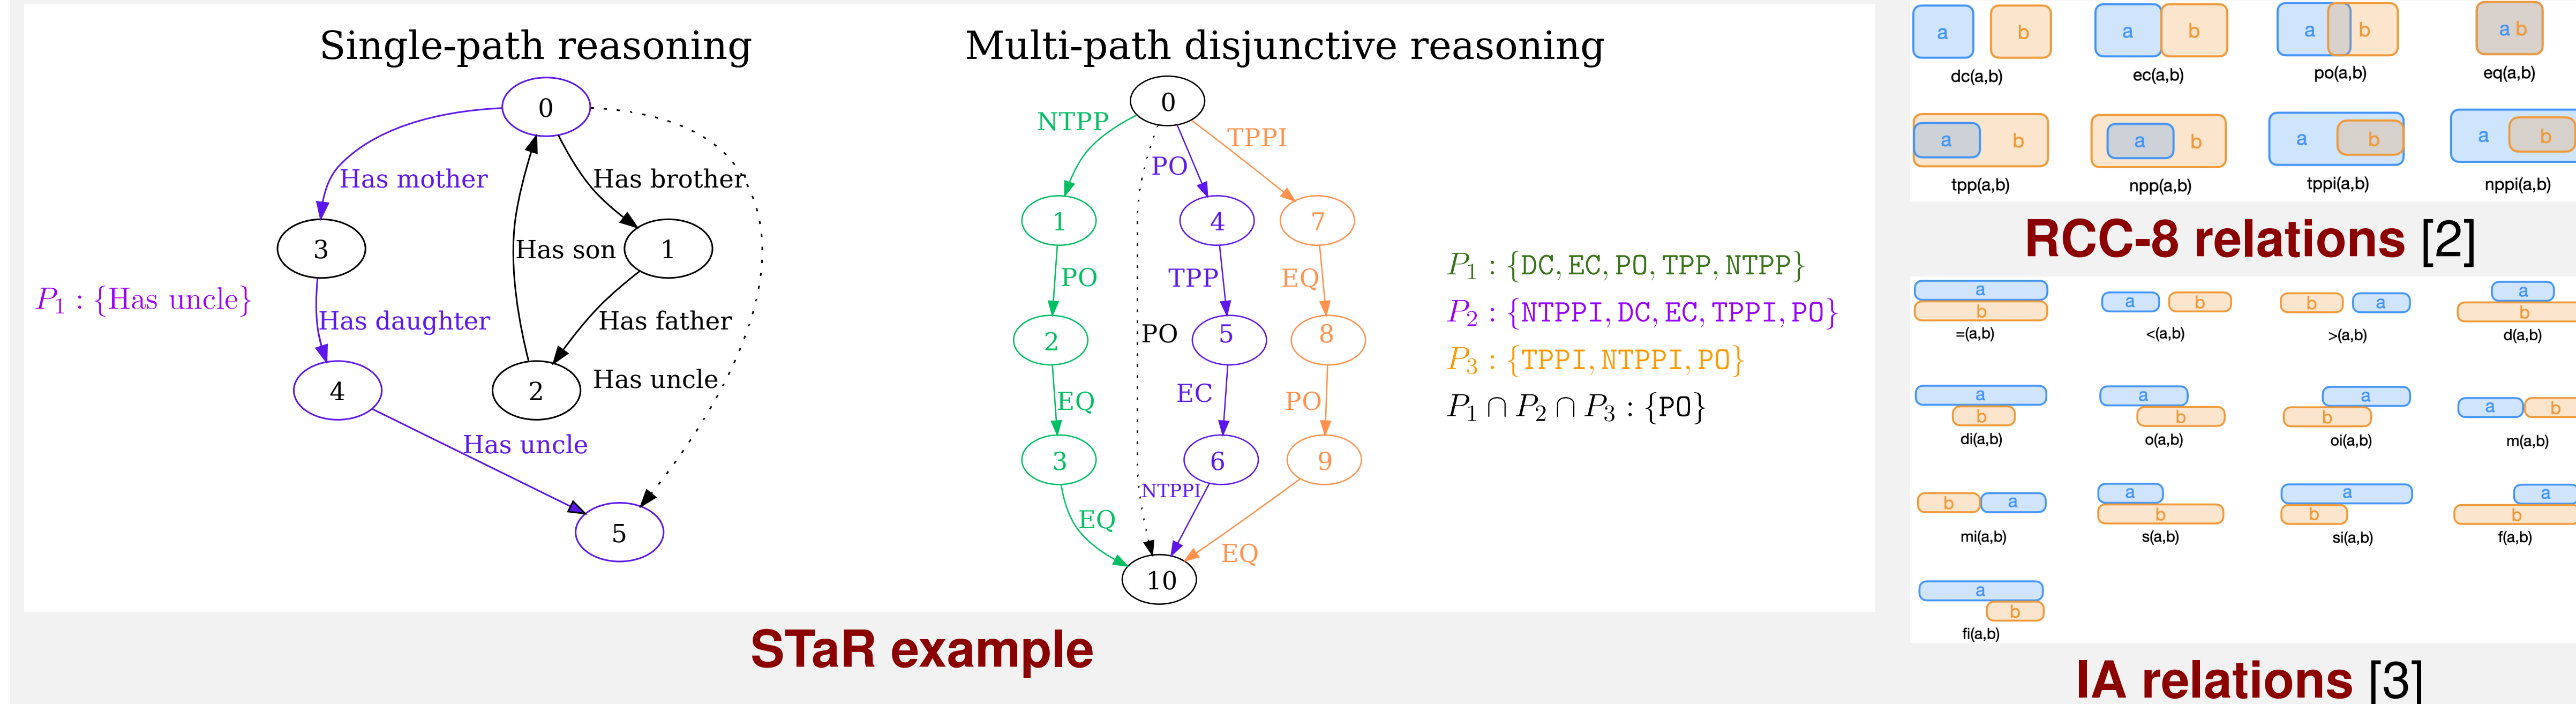 Single-path reasoning
0
Has mother
Has brother
3
Has son
1
P₁ : {Has uncle}
Has daughter
Has father
4
2
Has uncle
Has uncle
5
Multi-path disjunctive reasoning
0
NTPP
TPPI
PO
1
4
7
PO
TPP
EQ
2
PO
5
8
EQ
EC
PO
3
6
9
NTPPI
EQ
EQ
10
P₁ : {DC, EC, PO, TPP, NTPP}
P₂ : {NTPPI, DC, EC, TPPI, PO}
P₃ : {TPPI, NTPPI, PO}
P₁ ∩ P₂ ∩ P₃ : {PO}
STaR example
a b a b a b a b
dc(a,b) ec(a,b) po(a,b) eq(a,b)
a b a b a b a b
tpp(a,b) npp(a,b) tppi(a,b) nppi(a,b)
RCC-8 relations [2]
a a b b a a
b b
=(a,b) <(a,b) >(a,b) d(a,b)
a a a a b
b b b
di(a,b) o(a,b) oi(a,b) m(a,b)
b a a a a
b b b
mi(a,b) s(a,b) si(a,b) f(a,b)
a
b
fi(a,b)
IA relations [3]